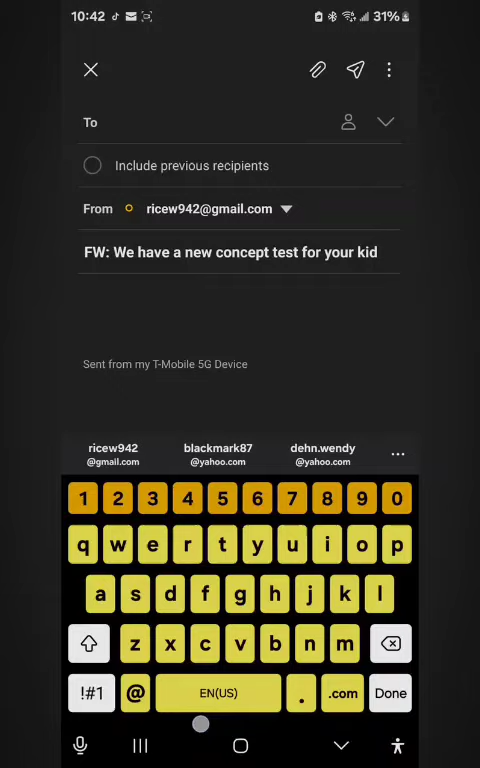 10:42
31%
To
Include previous recipients
From ricew942@gmail.com
FW: We have a new concept test for your kid
Sent from my T-Mobile 5G Device
ricew942 blackmark87 dehn.wendy
@gmail.com @yahoo.com @yahoo.com
1 2 3 4 5 6 7 8 9 0
q w e r t y u i o p
a s d f g h j k l
z x c v b n m
!#1 @ EN(US) . .com Done